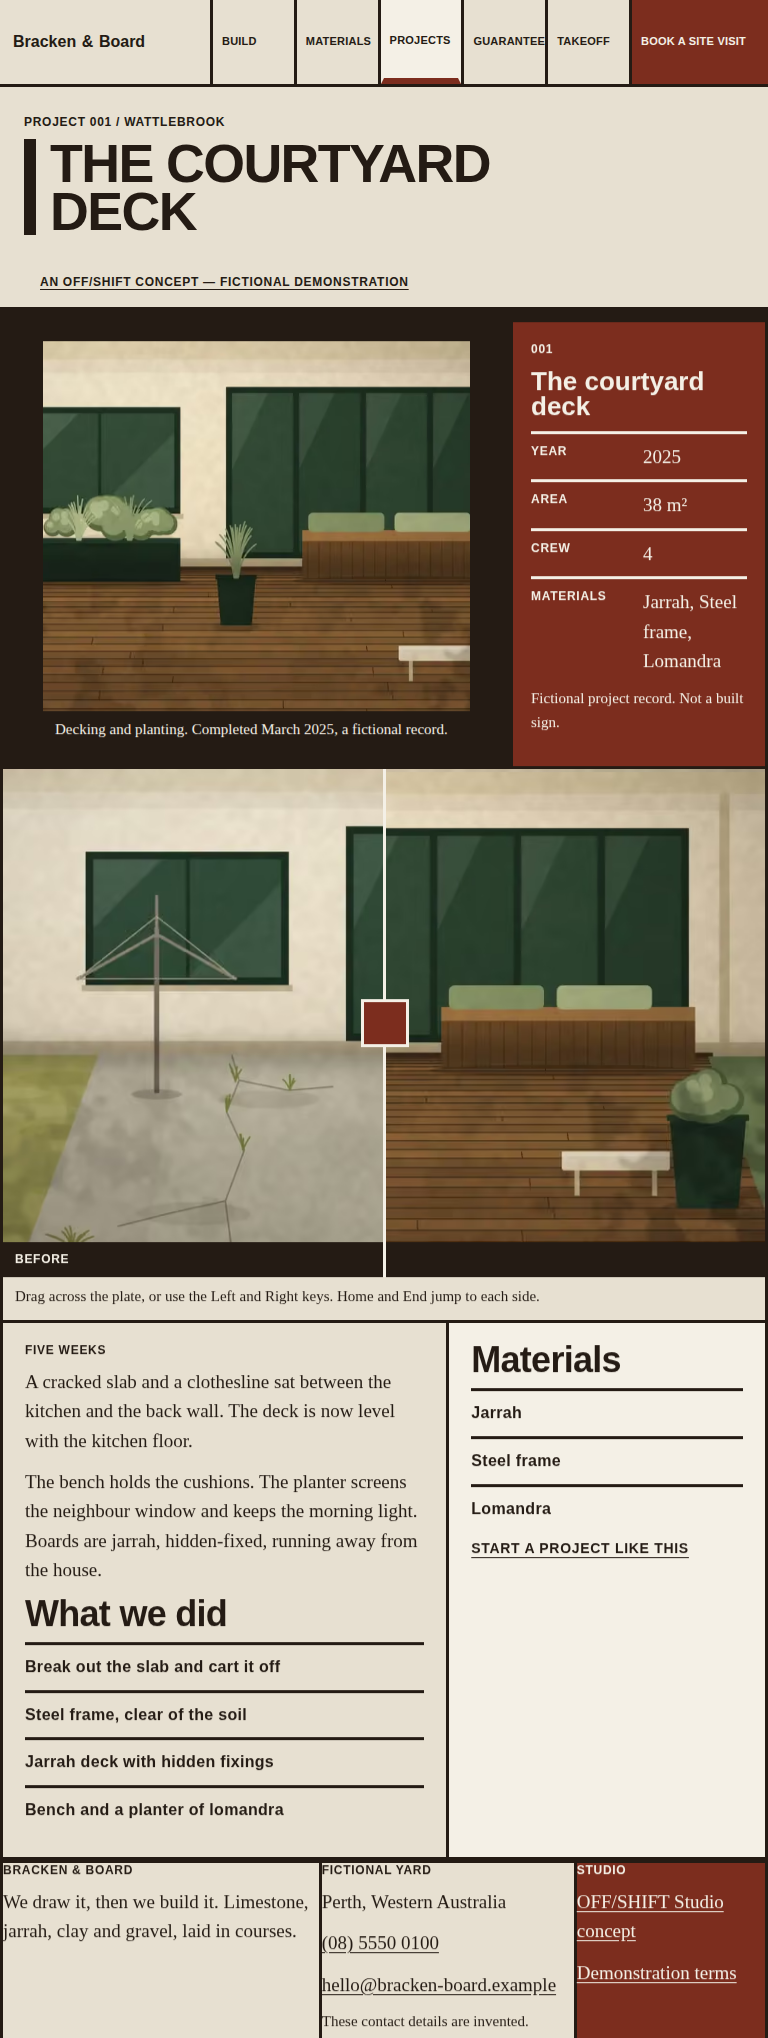 Bracken & Board
BUILD
MATERIALS
PROJECTS
GUARANTEE
TAKEOFF
BOOK A SITE VISIT
PROJECT 001 / WATTLEBROOK
THE COURTYARD
DECK
AN OFF/SHIFT CONCEPT — FICTIONAL DEMONSTRATION
Decking and planting. Completed March 2025, a fictional record.
001
The courtyard
deck
YEAR
2025
AREA
38 m²
CREW
4
MATERIALS
Jarrah, Steel
frame,
Lomandra
Fictional project record. Not a built
sign.
BEFORE
Drag across the plate, or use the Left and Right keys. Home and End jump to each side.
FIVE WEEKS
A cracked slab and a clothesline sat between the
kitchen and the back wall. The deck is now level
with the kitchen floor.
The bench holds the cushions. The planter screens
the neighbour window and keeps the morning light.
Boards are jarrah, hidden-fixed, running away from
the house.
What we did
Break out the slab and cart it off
Steel frame, clear of the soil
Jarrah deck with hidden fixings
Bench and a planter of lomandra
Materials
Jarrah
Steel frame
Lomandra
START A PROJECT LIKE THIS
BRACKEN & BOARD
We draw it, then we build it. Limestone,
jarrah, clay and gravel, laid in courses.
FICTIONAL YARD
Perth, Western Australia
(08) 5550 0100
hello@bracken-board.example
These contact details are invented.
STUDIO
OFF/SHIFT Studio
concept
Demonstration terms